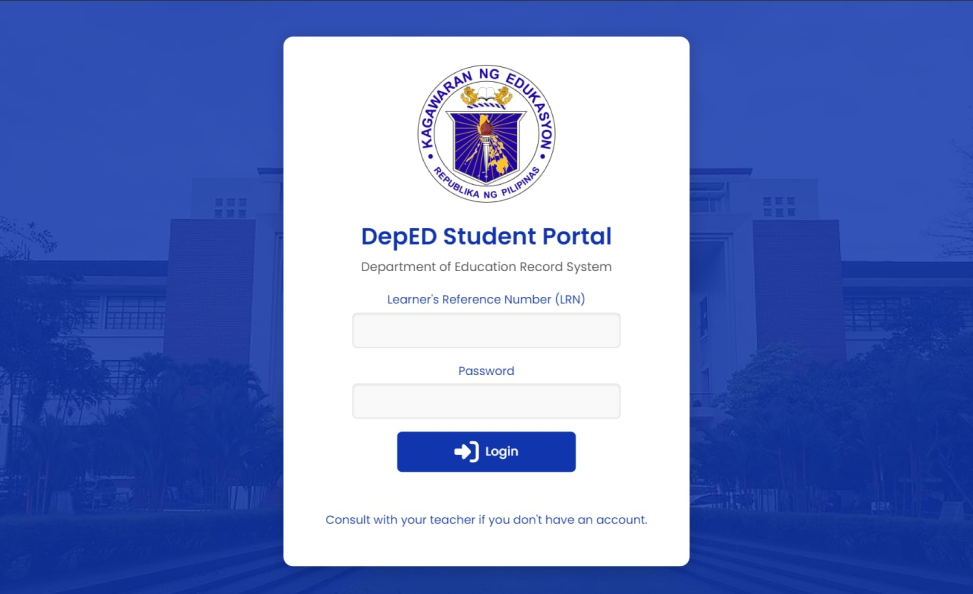 KAGAWARAN NG EDUKASYON
REPUBLIKA NG PILIPINAS
DepED Student Portal
Department of Education Record System
Learner's Reference Number (LRN)
Password
Login
Consult with your teacher if you don't have an account.